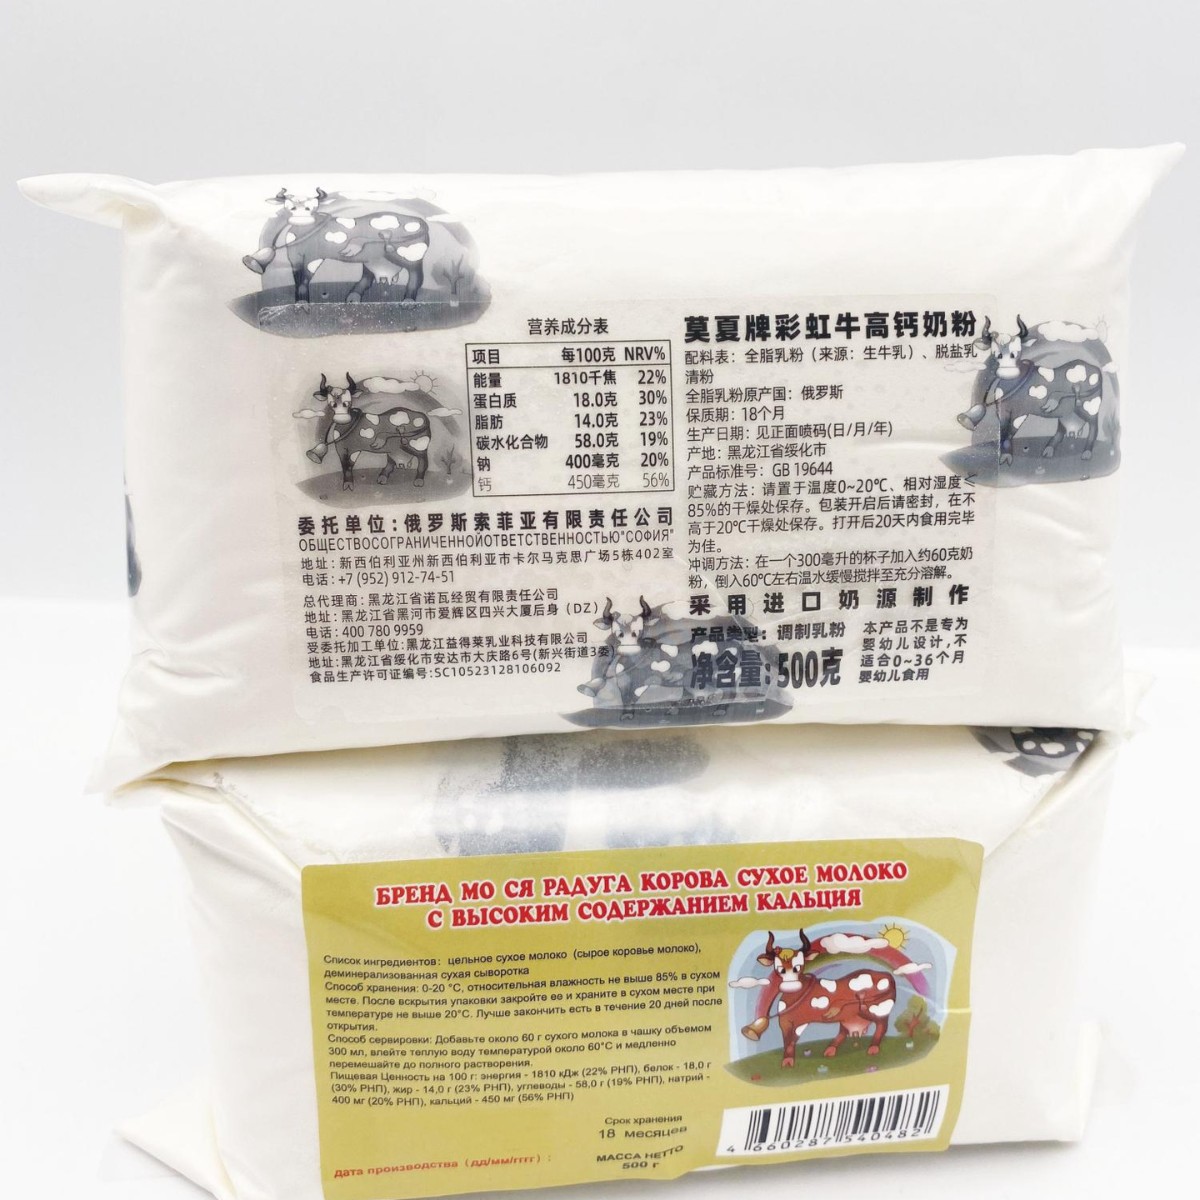 营养成分表
项目 每100克 NRV%
能量 1810千焦 22%
蛋白质 18.0克 30%
脂肪 14.0克 23%
碳水化合物 58.0克 19%
钠 400毫克 20%
钙 450毫克 56%
委托单位:俄罗斯索菲亚有限责任公司
ОБЩЕСТВОСОГРАНИЧЕННОЙОТВЕТСТВЕННОСТЬЮ"СОФИЯ"
地址:新西伯利亚州新西伯利亚市卡尔马克思广场5栋402室
电话:+7 (952) 912-74-51
总代理商:黑龙江省诺瓦经贸有限责任公司
地址:黑龙江省黑河市爱辉区四兴大厦后身(DZ)
电话:400 780 9959
受委托加工单位:黑龙江益得莱乳业科技有限公司
地址:黑龙江省绥化市安达市大庆路6号(新兴街道3委)
食品生产许可证编号:SC10523128106092
莫夏牌彩虹牛高钙奶粉
配料表:全脂乳粉(来源:生牛乳)、脱盐乳
清粉
全脂乳粉原产国:俄罗斯
保质期:18个月
生产日期:见正面喷码(日/月/年)
产地:黑龙江省绥化市
产品标准号:GB 19644
贮藏方法:请置于温度0~20℃、相对湿度≤
85%的干燥处保存。包装开启后请密封,在不
高于20℃干燥处保存。打开后20天内食用完毕
为佳。
冲调方法:在一个300毫升的杯子加入约60克奶
粉,倒入60℃左右温水缓慢搅拌至充分溶解。
采用进口奶源制作
产品类型:调制乳粉
净含量:500克
本产品不是专为
婴幼儿设计,不
适合0~36个月
婴幼儿食用
БРЕНД МО СЯ РАДУГА КОРОВА СУХОЕ МОЛОКО
С ВЫСОКИМ СОДЕРЖАНИЕМ КАЛЬЦИЯ
Список ингредиентов: цельное сухое молоко (сырое коровье молоко),
деминерализованная сухая сыворотка
Способ хранения: 0-20 °C, относительная влажность не выше 85% в сухом
месте. После вскрытия упаковки закройте ее и храните в сухом месте при
температуре не выше 20°C. Лучше закончить есть в течение 20 дней после
открытия.
Способ сервировки: Добавьте около 60 г сухого молока в чашку объемом
300 мл, влейте теплую воду температурой около 60°C и медленно
перемешайте до полного растворения.
Пищевая Ценность на 100 г: энергия - 1810 кДж (22% РНП), белок - 18,0 г
(30% РНП), жир - 14,0 г (23% РНП), углеводы - 58,0 г (19% РНП), натрий -
400 мг (20% РНП), кальций - 450 мг (56% РНП)
Срок хранения
18 месяцев
МАССА НЕТТО
500 г
Дата производства (дд/мм/гггг) :
4 660287 540482